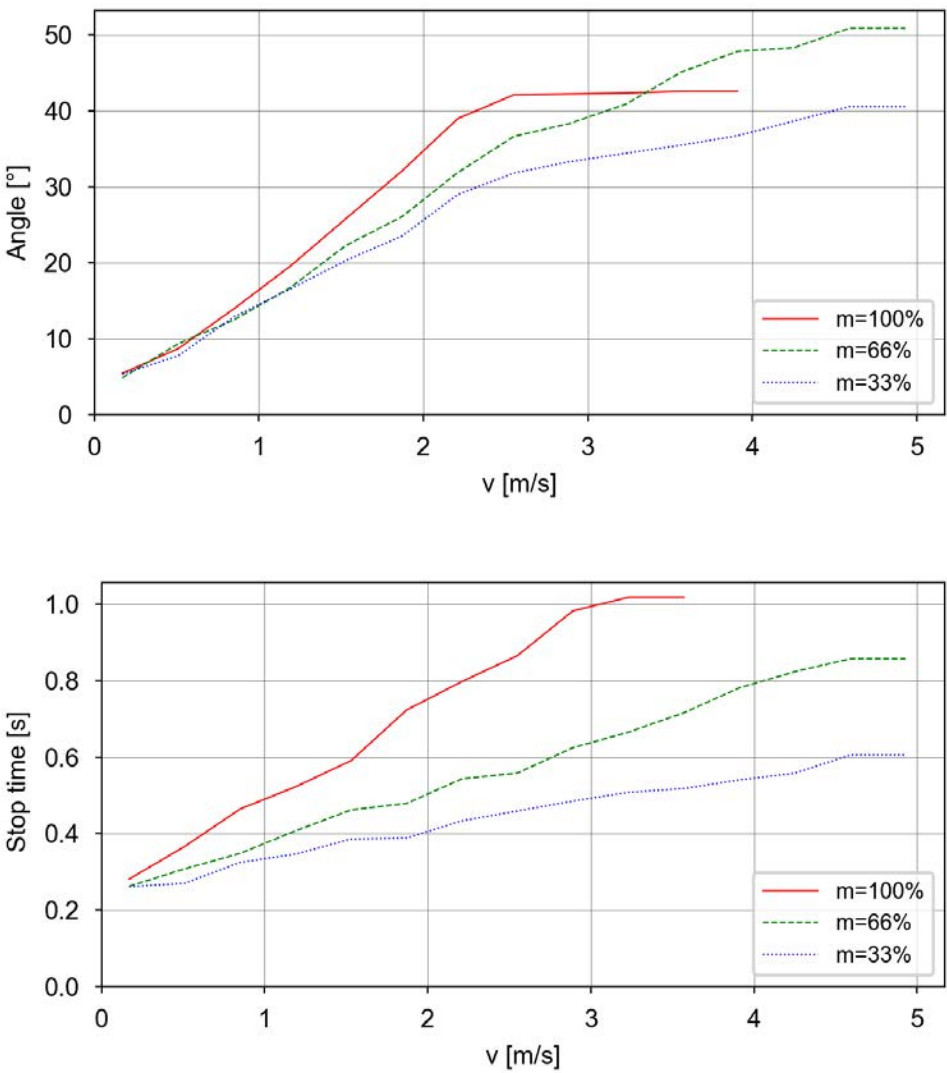 50
40
30
20
10
0
Angle [°]
m=100%
m=66%
m=33%
0 1 2 3 4 5
v [m/s]
1.0
0.8
0.6
0.4
0.2
0.0
Stop time [s]
m=100%
m=66%
m=33%
0 1 2 3 4 5
v [m/s]